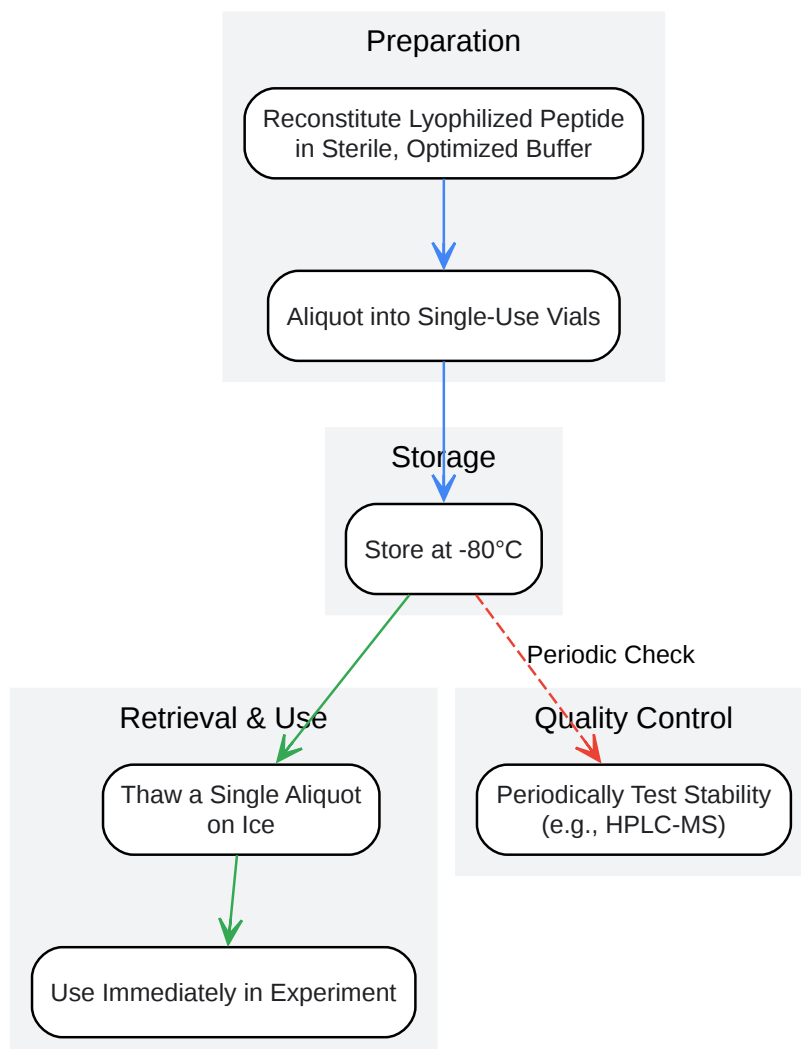 Preparation
Reconstitute Lyophilized Peptide
in Sterile, Optimized Buffer
Aliquot into Single-Use Vials
Storage
Store at -80°C
Periodic Check
Retrieval & Use
Thaw a Single Aliquot
on Ice
Use Immediately in Experiment
Quality Control
Periodically Test Stability
(e.g., HPLC-MS)